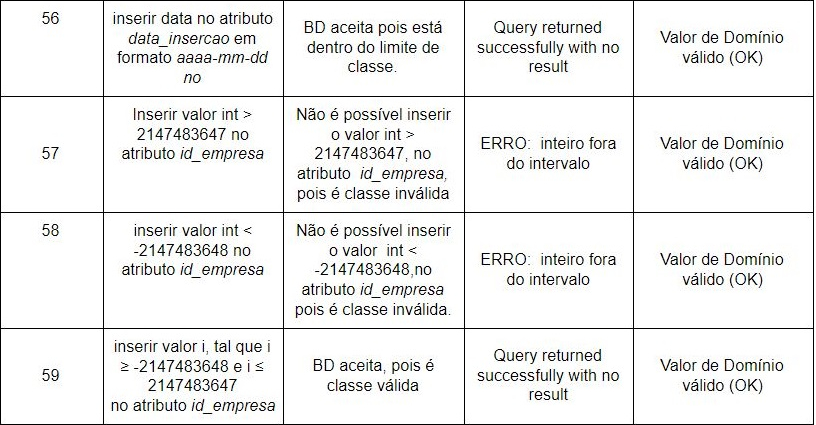 56
inserir data no atributo
data_insercao em
formato aaaa-mm-dd
no
BD aceita pois está
dentro do limite de
classe.
Query returned
successfully with no
result
Valor de Domínio
válido (OK)
57
Inserir valor int >
2147483647 no
atributo id_empresa
Não é possível inserir
o valor int >
2147483647, no
atributo id_empresa,
pois é classe inválida
ERRO: inteiro fora
do intervalo
Valor de Domínio
válido (OK)
58
inserir valor int <
-2147483648 no
atributo id_empresa
Não é possível inserir
o valor int <
-2147483648,no
atributo id_empresa
pois é classe inválida.
ERRO: inteiro fora
do intervalo
Valor de Domínio
válido (OK)
59
inserir valor i, tal que i
≥ -2147483648 e i ≤
2147483647
no atributo id_empresa
BD aceita, pois é
classe válida
Query returned
successfully with no
result
Valor de Domínio
válido (OK)